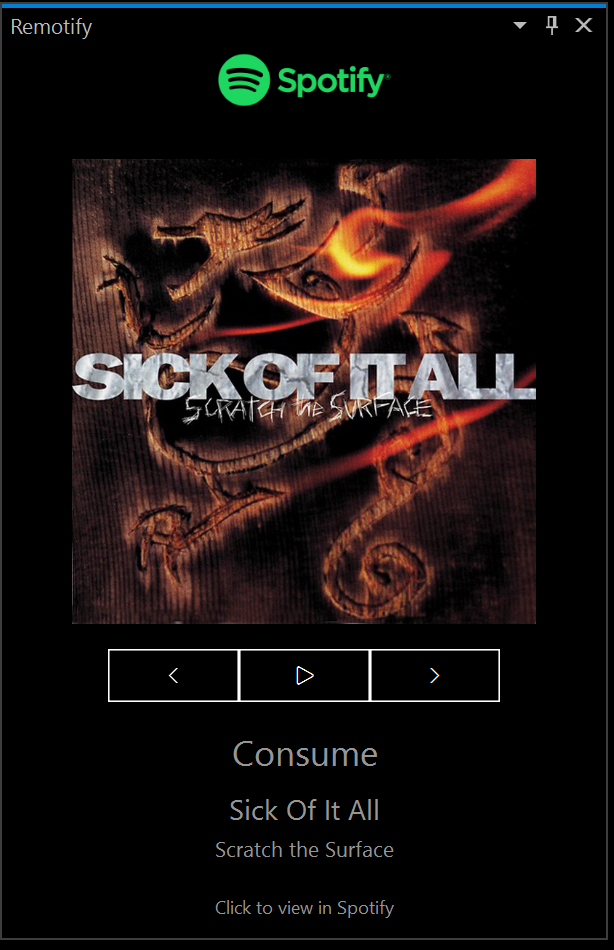 Remotify
Spotify®
SICK OF IT ALL
SCRATCH the SURFACE
Consume
Sick Of It All
Scratch the Surface
Click to view in Spotify